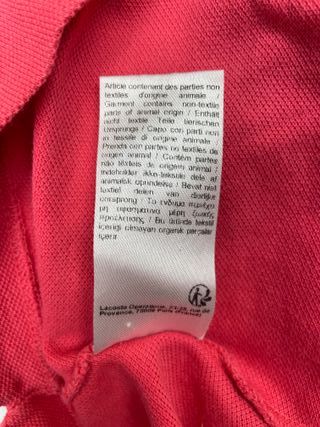 Article contenant des parties non
textiles d'origine animale /
Garment contains non-textile
parts of animal origin / Enthält
nicht textile Teile tierischen
Ursprungs / Capo con parti non
in tessile di origine animale /
Prenda con partes no textiles de
origen animal / Contém partes
não têxteis de origem animal /
Indeholder ikke-tekstile dele af
animalsk oprindelse / Bevat niet
textiel delen van dierlijke
oorsprong / Το ένδυμα περιέχει
μη υφασμάτινα μέρη ζωικής
προέλευσης / Bu üründe tekstil
içeriği olmayan organik parçalar
içerir
Lacoste Operations, 23-25, rue de
Provence, 75009 Paris (France)